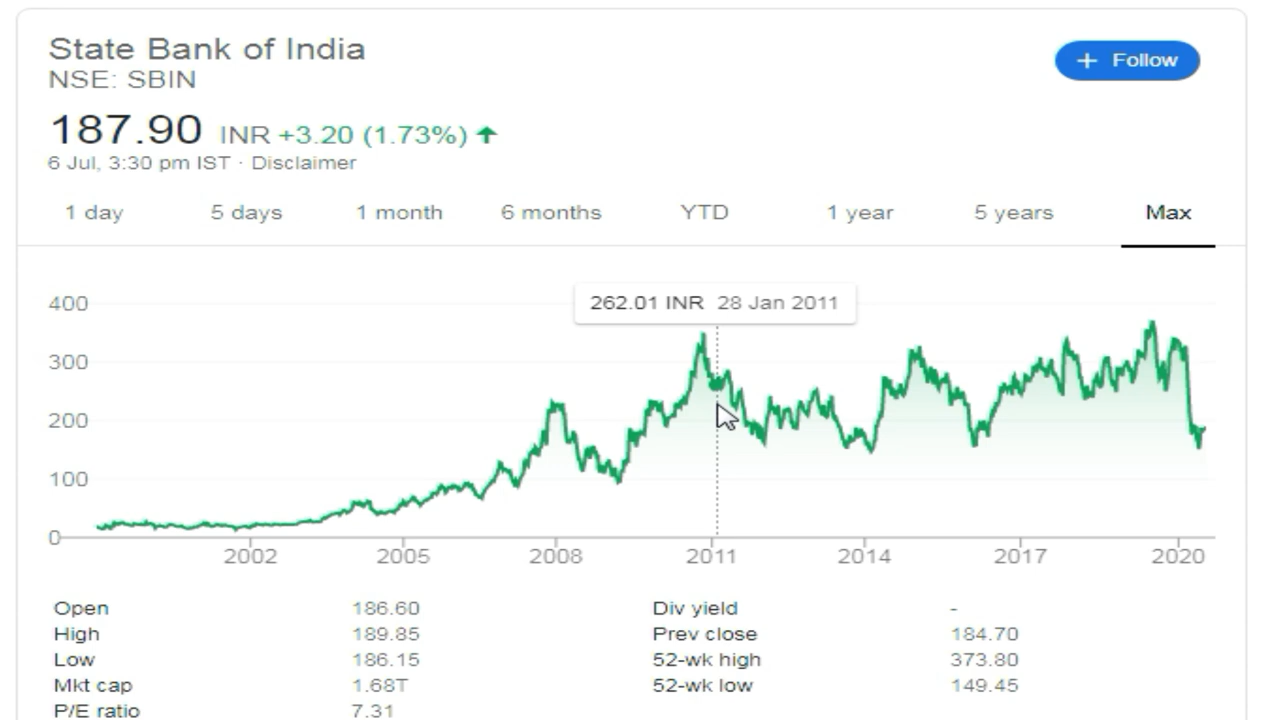 State Bank of India
NSE: SBIN
+ Follow
187.90 INR +3.20 (1.73%)
6 Jul, 3:30 pm IST · Disclaimer
1 day 5 days 1 month 6 months YTD 1 year 5 years Max
262.01 INR 28 Jan 2011
400
300
200
100
0
2002 2005 2008 2011 2014 2017 2020
Open 186.60 Div yield -
High 189.85 Prev close 184.70
Low 186.15 52-wk high 373.80
Mkt cap 1.68T 52-wk low 149.45
P/E ratio 7.31